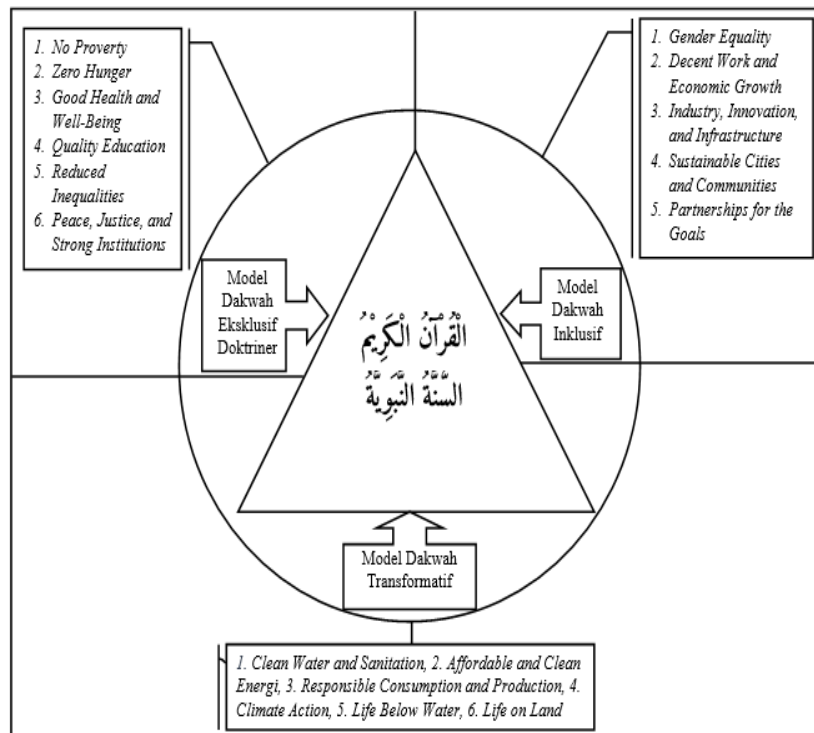 1. No Proverty
2. Zero Hunger
3. Good Health and
Well-Being
4. Quality Education
5. Reduced
Inequalities
6. Peace, Justice, and
Strong Institutions
1. Gender Equality
2. Decent Work and
Economic Growth
3. Industry, Innovation,
and Infrastructure
4. Sustainable Cities
and Communities
5. Partnerships for the
Goals
Model
Dakwah
Eksklusif
Doktriner
الْقُرْآنُ الْكَرِيْمُ
السُّنَّةُ النَّبَوِيَّةُ
Model
Dakwah
Inklusif
Model Dakwah
Transformatif
1. Clean Water and Sanitation, 2. Affordable and Clean
Energi, 3. Responsible Consumption and Production, 4.
Climate Action, 5. Life Below Water, 6. Life on Land